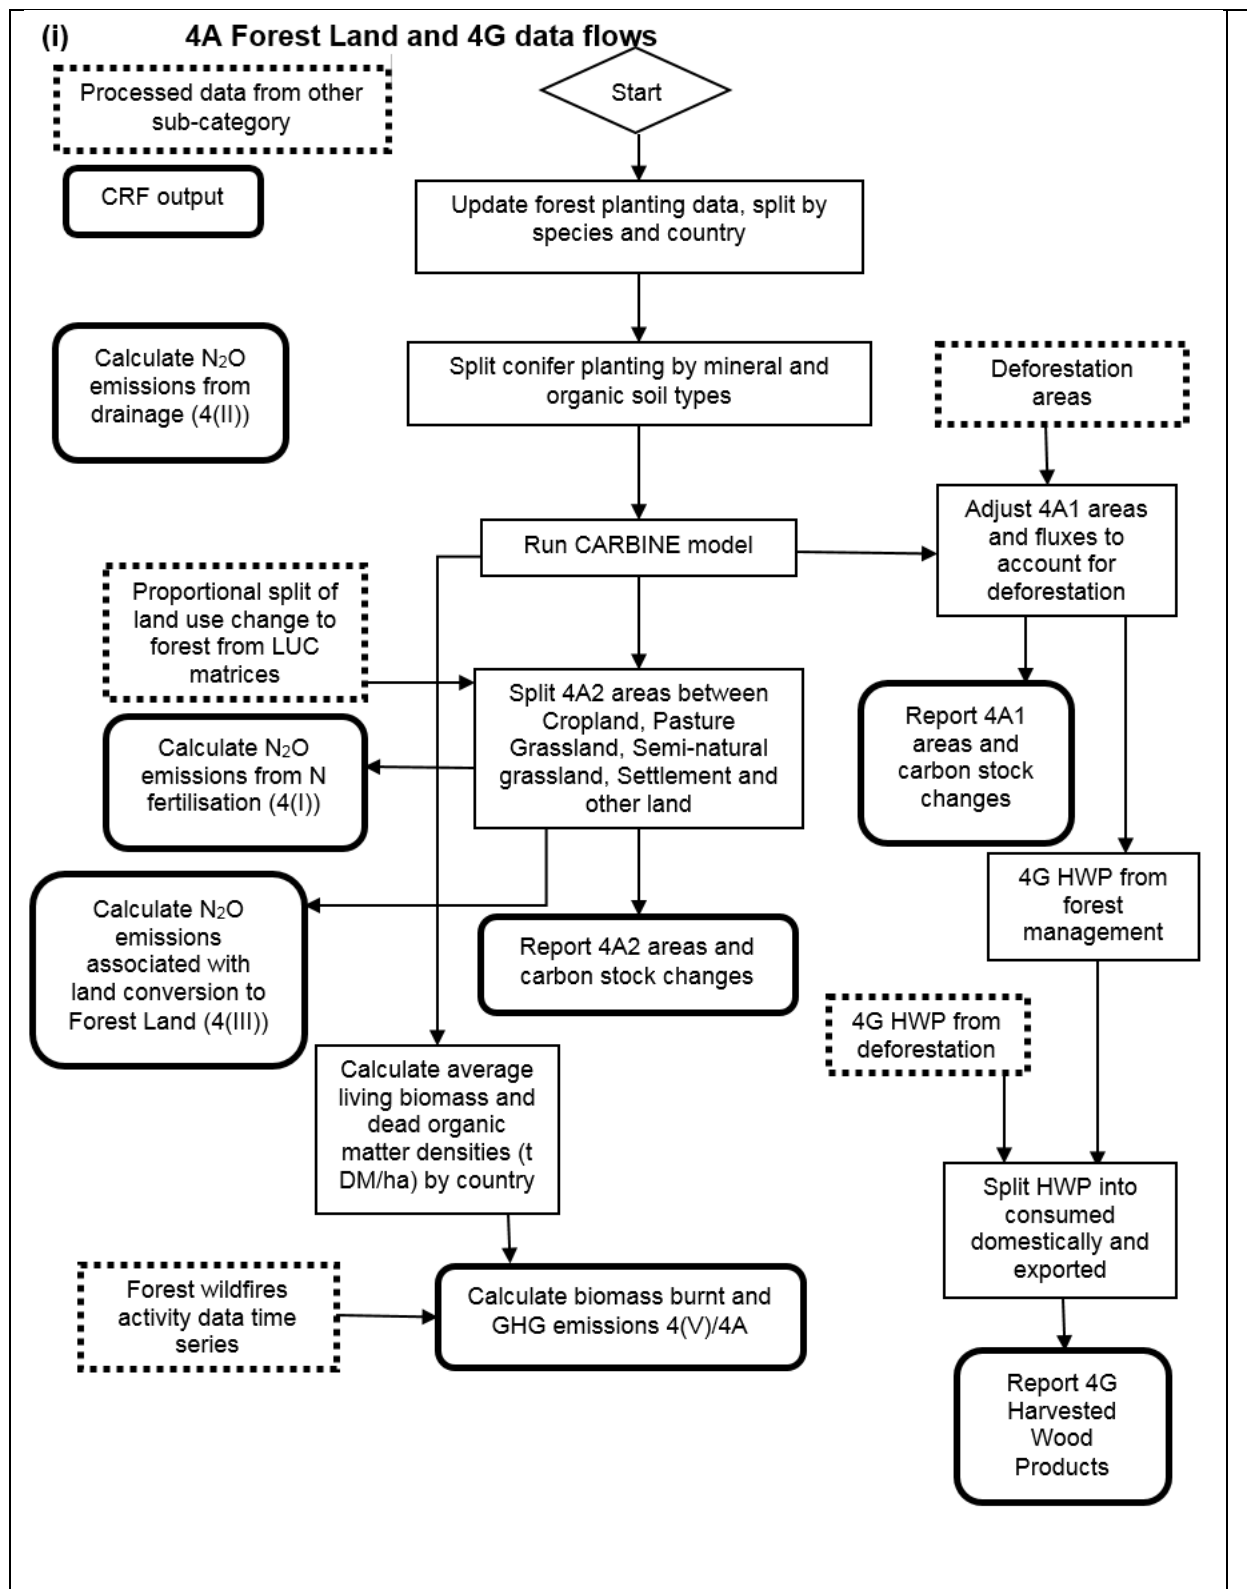 (i) 4A Forest Land and 4G data flows
Processed data from other
sub-category
Start
CRF output
Update forest planting data, split by
species and country
Calculate N₂O
emissions from
drainage (4(II))
Split conifer planting by mineral and
organic soil types
Deforestation
areas
Run CARBINE model
Adjust 4A1 areas
and fluxes to
account for
deforestation
Proportional split of
land use change to
forest from LUC
matrices
Split 4A2 areas between
Cropland, Pasture
Grassland, Semi-natural
grassland, Settlement and
other land
Report 4A1
areas and
carbon stock
changes
Calculate N₂O
emissions from N
fertilisation (4(I))
4G HWP from
forest
management
Calculate N₂O
emissions
associated with
land conversion to
Forest Land (4(III))
Report 4A2 areas and
carbon stock changes
4G HWP from
deforestation
Calculate average
living biomass and
dead organic
matter densities (t
DM/ha) by country
Split HWP into
consumed
domestically and
exported
Forest wildfires
activity data time
series
Calculate biomass burnt and
GHG emissions 4(V)/4A
Report 4G
Harvested
Wood
Products